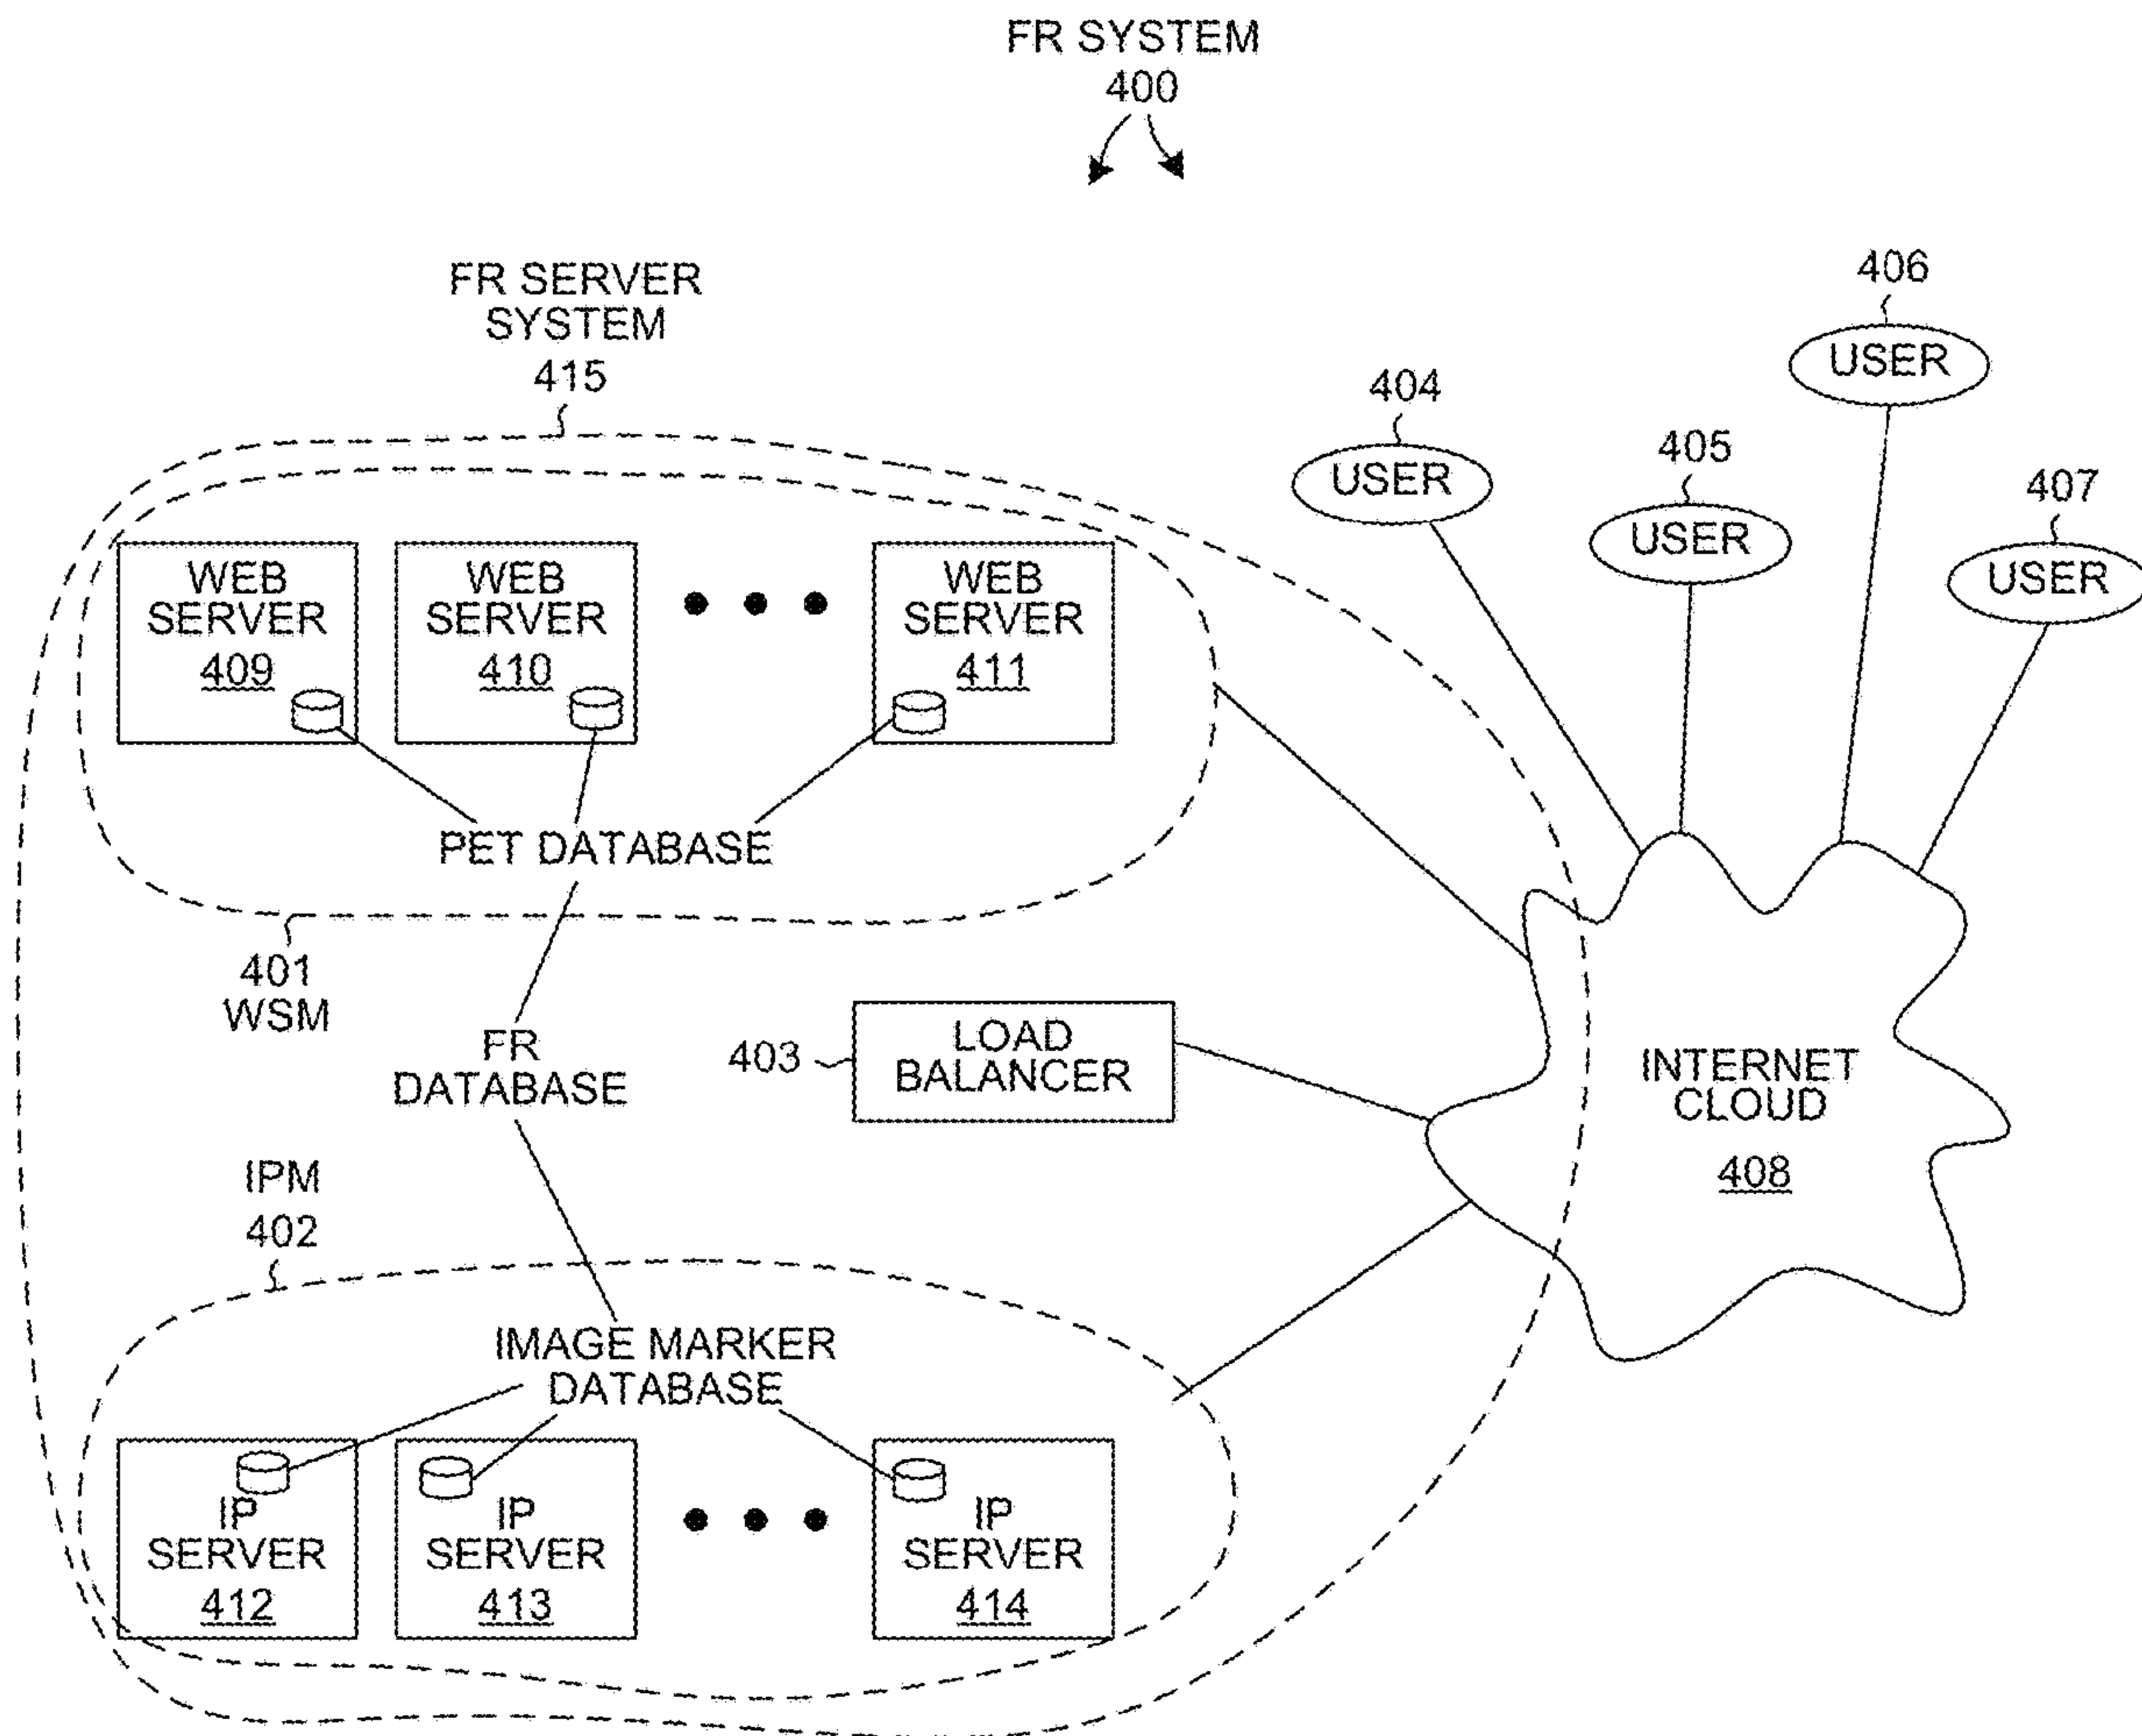 FR SYSTEM
400
FR SERVER
SYSTEM
415
406
USER
404
USER
405
USER
407
USER
WEB
SERVER
409
WEB
SERVER
410
WEB
SERVER
411
PET DATABASE
401
WSM
FR
DATABASE
403
LOAD
BALANCER
INTERNET
CLOUD
408
IPM
402
IMAGE MARKER
DATABASE
IP
SERVER
412
IP
SERVER
413
IP
SERVER
414